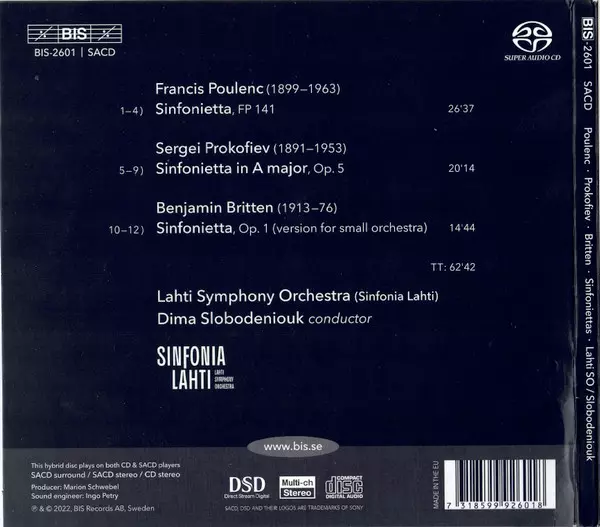 BIS
BIS-2601 | SACD
SUPER AUDIO CD
Francis Poulenc (1899–1963)
1–4) Sinfonietta, FP 141 26'37
Sergei Prokofiev (1891–1953)
5–9) Sinfonietta in A major, Op. 5 20'14
Benjamin Britten (1913–76)
10–12) Sinfonietta, Op. 1 (version for small orchestra) 14'44
TT: 62'42
Lahti Symphony Orchestra (Sinfonia Lahti)
Dima Slobodeniouk conductor
SINFONIA
LAHTI LAHTI SYMPHONY ORCHESTRA
www.bis.se
This hybrid disc plays on both CD & SACD players
SACD surround / SACD stereo / CD stereo
Producer: Marion Schwebel
Sound engineer: Ingo Petry
℗ & © 2022, BIS Records AB, Sweden
DSD
Direct Stream Digital
Multi-ch
Stereo
COMPACT
disc
DIGITAL AUDIO
SACD, DSD AND THEIR LOGOS ARE TRADEMARKS OF SONY
MADE IN THE EU
7 318599 926018
BIS-2601 SACD Poulenc · Prokofiev · Britten · Sinfoniettas · Lahti SO / Slobodeniouk